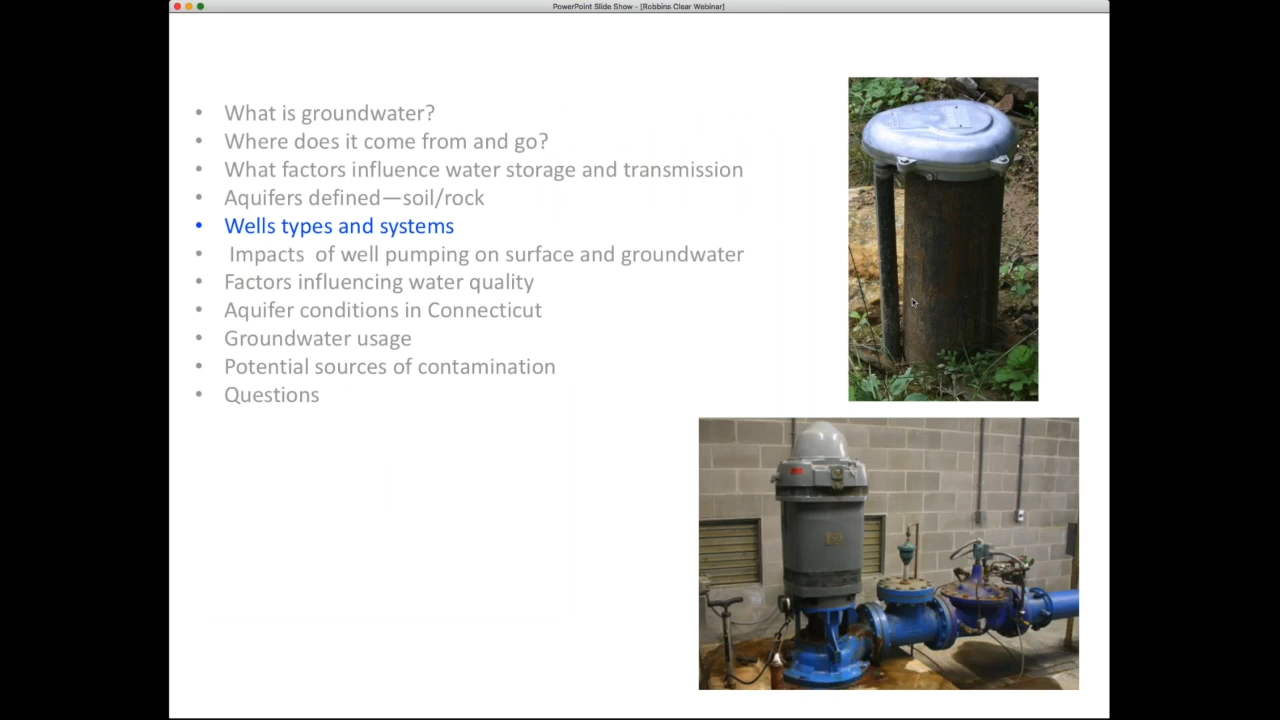 PowerPoint Slide Show - [Robbins Clear Webinar]
• What is groundwater?
• Where does it come from and go?
• What factors influence water storage and transmission
• Aquifers defined—soil/rock
• Wells types and systems
• Impacts of well pumping on surface and groundwater
• Factors influencing water quality
• Aquifer conditions in Connecticut
• Groundwater usage
• Potential sources of contamination
• Questions